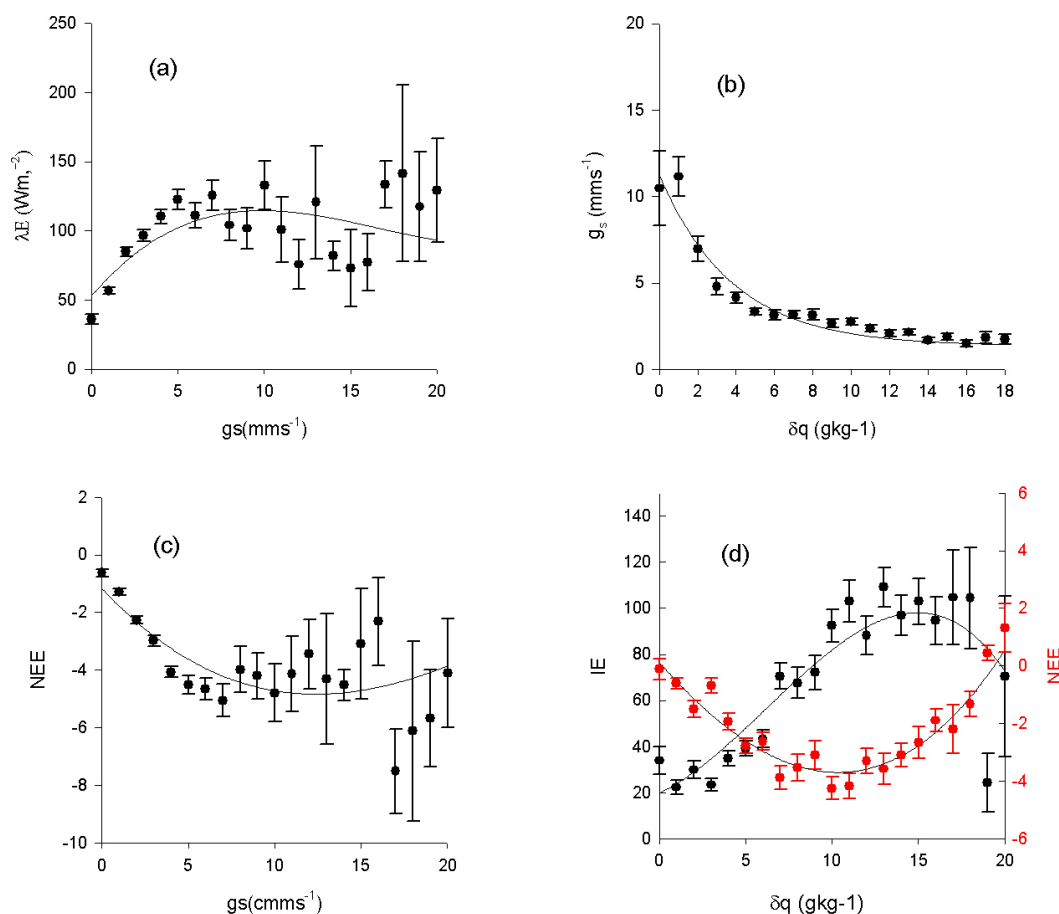 250
200
150
100
50
0
λE (Wm,⁻²)
(a)
0 5 10 15 20
gs(mms⁻¹)
20
15
10
5
0
gₛ (mms⁻¹)
(b)
0 2 4 6 8 10 12 14 16 18
δq (gkg-1)
2
0
-2
-4
-6
-8
-10
NEE
(c)
0 5 10 15 20
gs(cmms⁻¹)
140
120
100
80
60
40
20
0
IE
(d)
6
4
2
0
-2
-4
-6
NEE
0 5 10 15 20
δq (gkg-1)